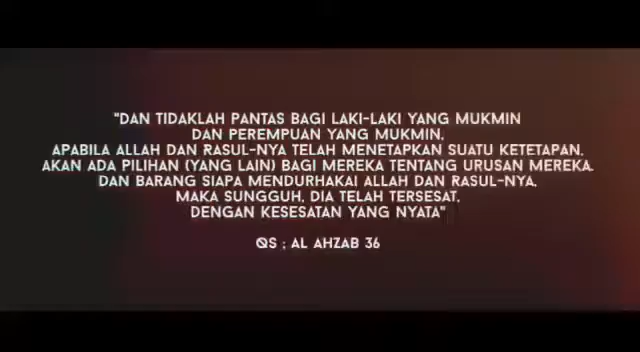 "DAN TIDAKLAH PANTAS BAGI LAKI-LAKI YANG MUKMIN
DAN PEREMPUAN YANG MUKMIN,
APABILA ALLAH DAN RASUL-NYA TELAH MENETAPKAN SUATU KETETAPAN,
AKAN ADA PILIHAN (YANG LAIN) BAGI MEREKA TENTANG URUSAN MEREKA.
DAN BARANG SIAPA MENDURHAKAI ALLAH DAN RASUL-NYA,
MAKA SUNGGUH, DIA TELAH TERSESAT,
DENGAN KESESATAN YANG NYATA"
QS ; AL AHZAB 36